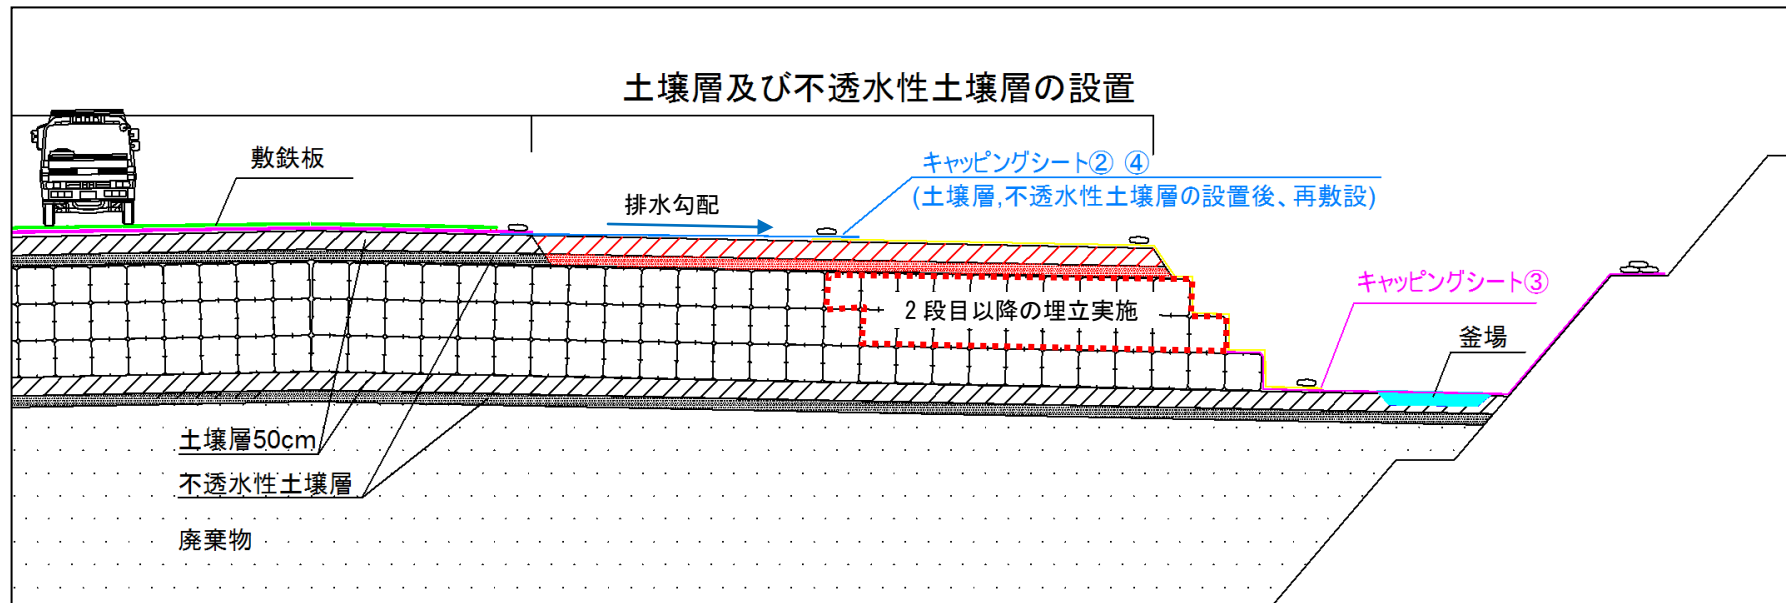 土壌層及び不透水性土壌層の設置
敷鉄板
キャッピングシート② ④
(土壌層,不透水性土壌層の設置後、再敷設)
排水勾配
キャッピングシート③
2段目以降の埋立実施
釜場
土壌層50cm
不透水性土壌層
廃棄物